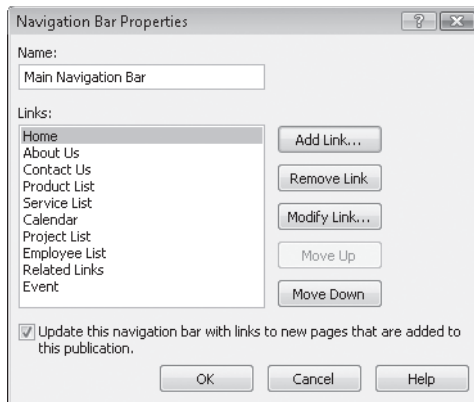 Navigation Bar Properties
Name:
Main Navigation Bar
Links:
Home
About Us
Contact Us
Product List
Service List
Calendar
Project List
Employee List
Related Links
Event
Add Link...
Remove Link
Modify Link...
Move Up
Move Down
Update this navigation bar with links to new pages that are added to
this publication.
OK
Cancel
Help